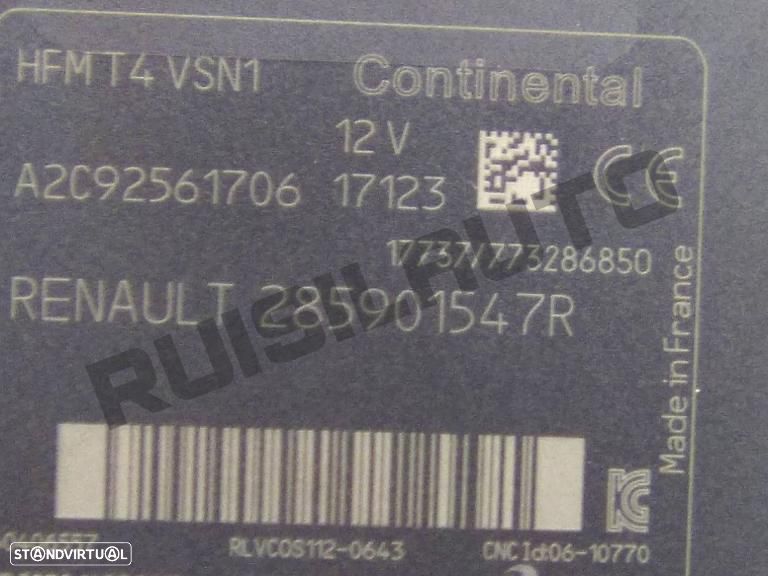 HFM T4 VSN1 Continental
12 V
A2C92561706 17123 CE
17737/773286850
RENAULT 285901547R
Made in France
RUISILAUTO
RLVCOS112-0643 CNC Id:06-10770
STANDVIRTUAL